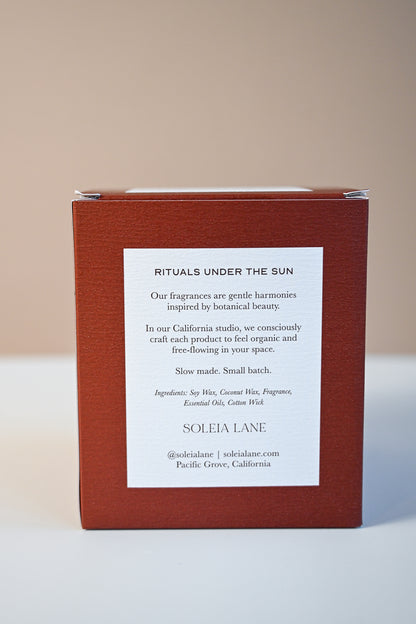 RITUALS UNDER THE SUN
Our fragrances are gentle harmonies
inspired by botanical beauty.
In our California studio, we consciously
craft each product to feel organic and
free-flowing in your space.
Slow made. Small batch.
Ingredients: Soy Wax, Coconut Wax, Fragrance,
Essential Oils, Cotton Wick
SOLEIA LANE
@soleialane | soleialane.com
Pacific Grove, California